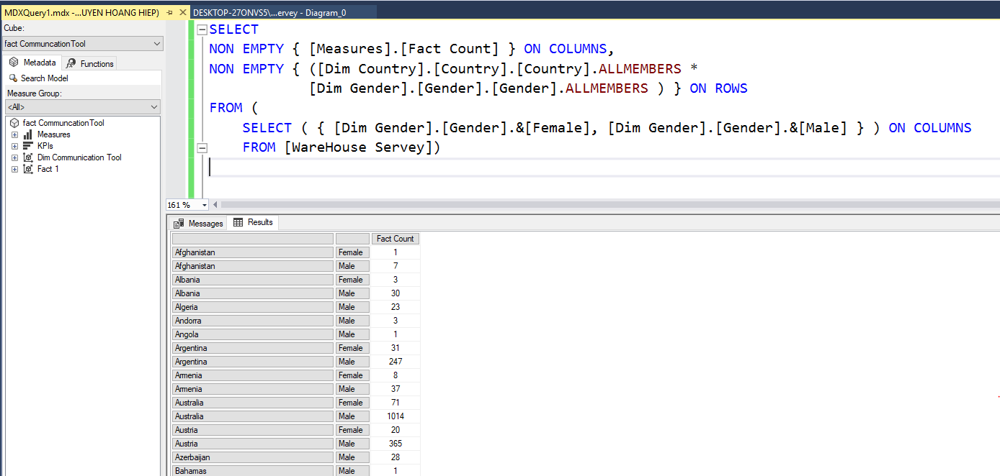 MDXQuery1.mdx -...UYEN HOANG HIEP)
DESKTOP-27ONVS5\...ervey - Diagram_0
Cube:
fact CommuncationTool
Metadata
Functions
Search Model
Measure Group:
<All>
fact CommuncationTool
Measures
KPIs
Dim Communication Tool
Fact 1
SELECT
NON EMPTY { [Measures].[Fact Count] } ON COLUMNS,
NON EMPTY { ([Dim Country].[Country].[Country].ALLMEMBERS *
[Dim Gender].[Gender].[Gender].ALLMEMBERS ) } ON ROWS
FROM (
SELECT ( { [Dim Gender].[Gender].&[Female], [Dim Gender].[Gender].&[Male] } ) ON COLUMNS
FROM [WareHouse Servey])
161 %
Messages
Results
Fact Count
Afghanistan Female 1
Afghanistan Male 7
Albania Female 3
Albania Male 30
Algeria Male 23
Andorra Male 3
Angola Male 1
Argentina Female 31
Argentina Male 247
Armenia Female 8
Armenia Male 37
Australia Female 71
Australia Male 1014
Austria Female 20
Austria Male 365
Azerbaijan Male 28
Bahamas Male 1